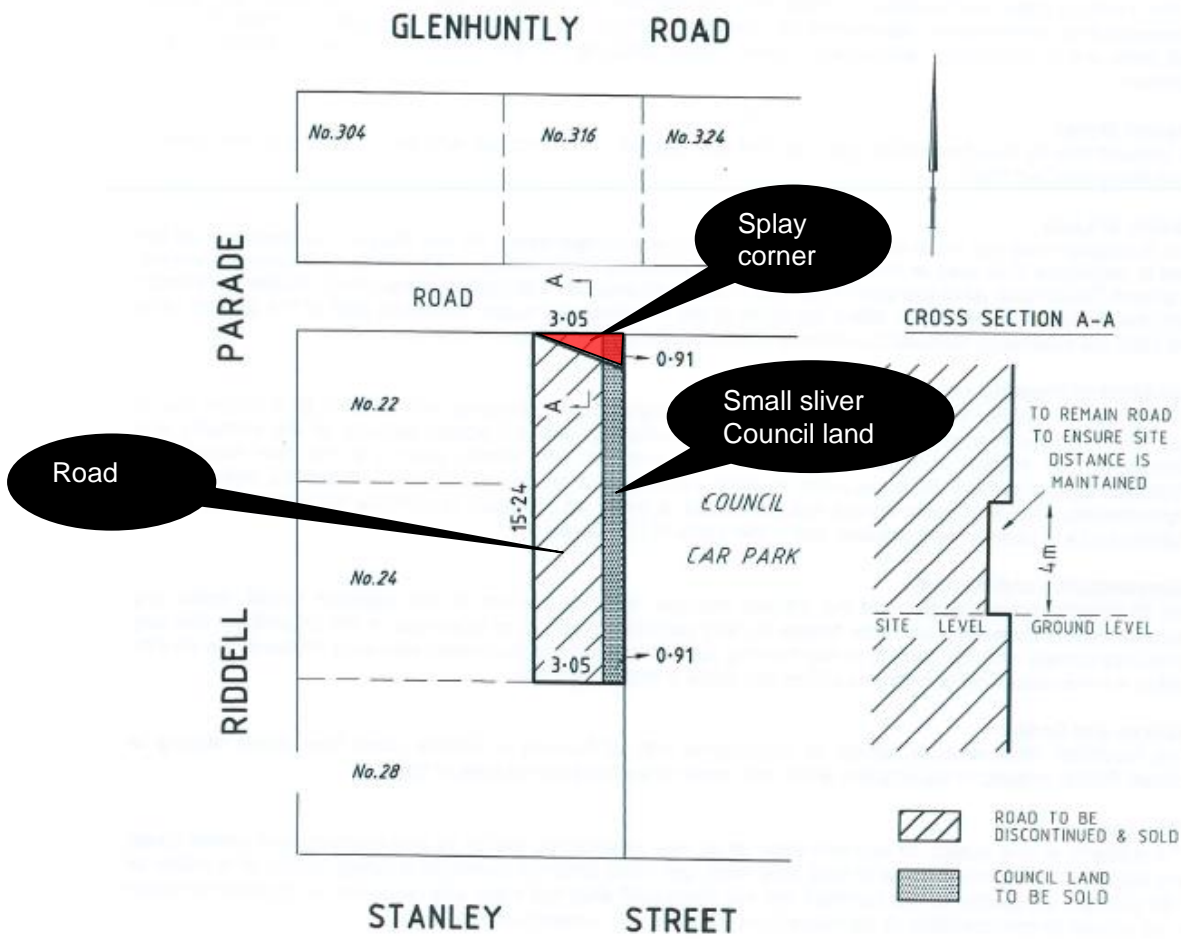 GLENHUNTLY ROAD
No.304
No.316
No.324
Splay
corner
PARADE
RIDDELL
ROAD
A
3·05
0·91
A
No.22
Small sliver
Council land
Road
15·24
COUNCIL
CAR PARK
No.24
3·05
0·91
No.28
STANLEY STREET
CROSS SECTION A-A
TO REMAIN ROAD
TO ENSURE SITE
DISTANCE IS
MAINTAINED
4m
SITE LEVEL
GROUND LEVEL
ROAD TO BE
DISCONTINUED & SOLD
COUNCIL LAND
TO BE SOLD